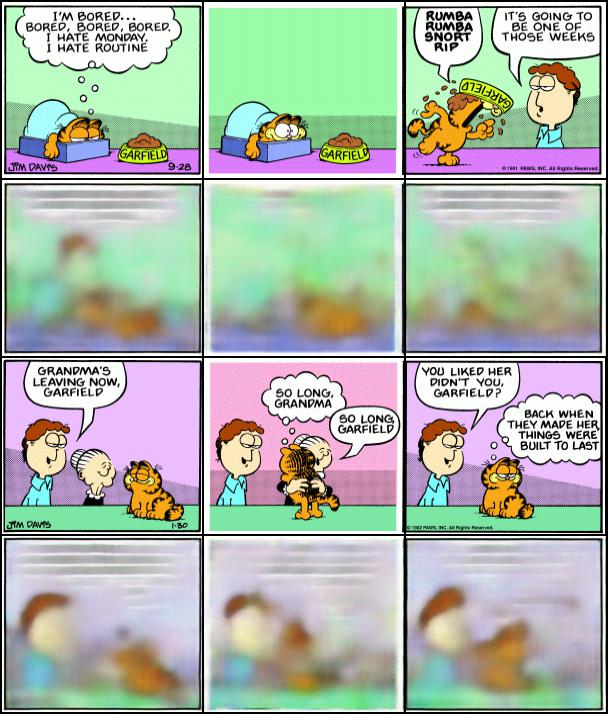 I'M BORED...
BORED, BORED, BORED.
I HATE MONDAY.
I HATE ROUTINE
GARFIELD
JIM DAVIS
9-28
GARFIELD
RUMBA
RUMBA
SNORT
RIP
IT'S GOING TO
BE ONE OF
THOSE WEEKS
GARFIELD
© 1981 PAWS, INC. All Rights Reserved.
GRANDMA'S
LEAVING NOW,
GARFIELD
JIM DAVIS
1-30
SO LONG,
GRANDMA
SO LONG,
GARFIELD
© 1982 PAWS, INC. All Rights Reserved.
YOU LIKED HER
DIDN'T YOU,
GARFIELD?
BACK WHEN
THEY MADE HER,
THINGS WERE
BUILT TO LAST